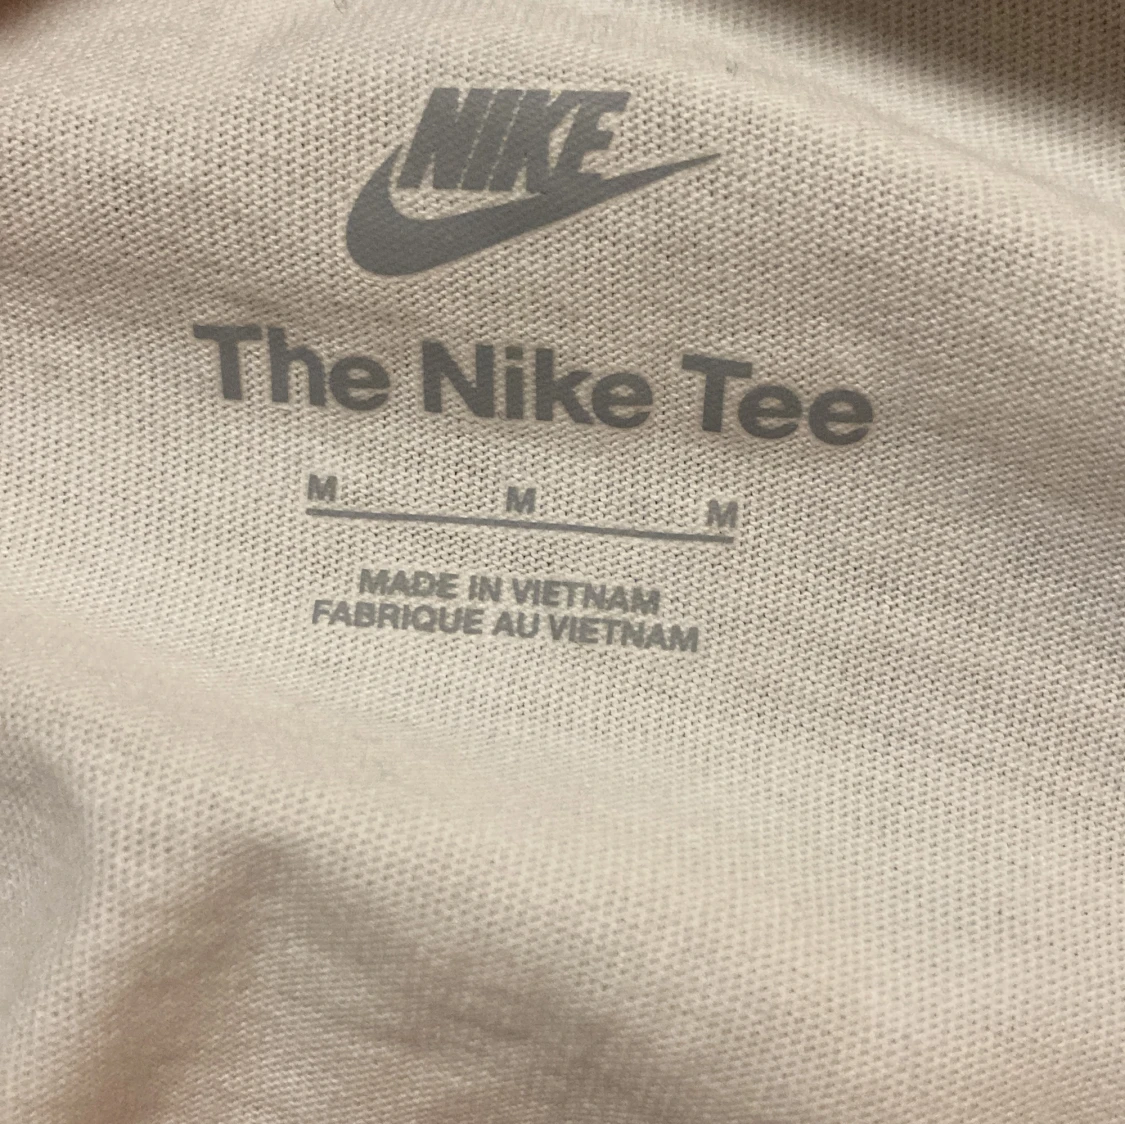 NIKE
The Nike Tee
M M M
MADE IN VIETNAM
FABRIQUE AU VIETNAM